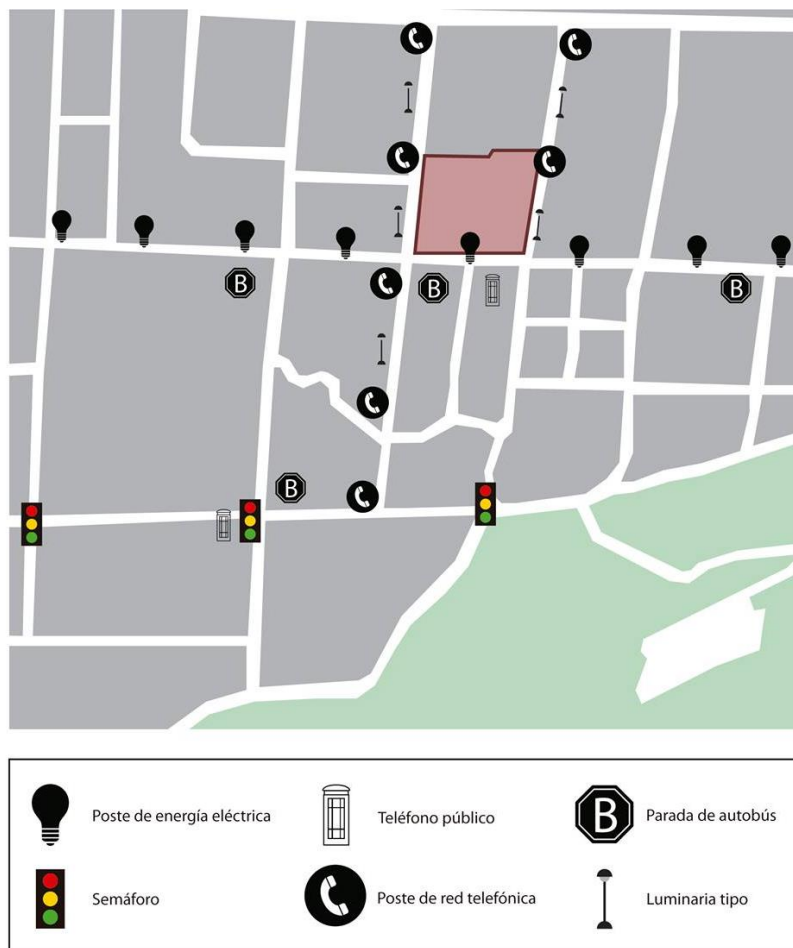 B
B
B
B
Poste de energía eléctrica
Teléfono público
B
Parada de autobús
Semáforo
Poste de red telefónica
Luminaria tipo